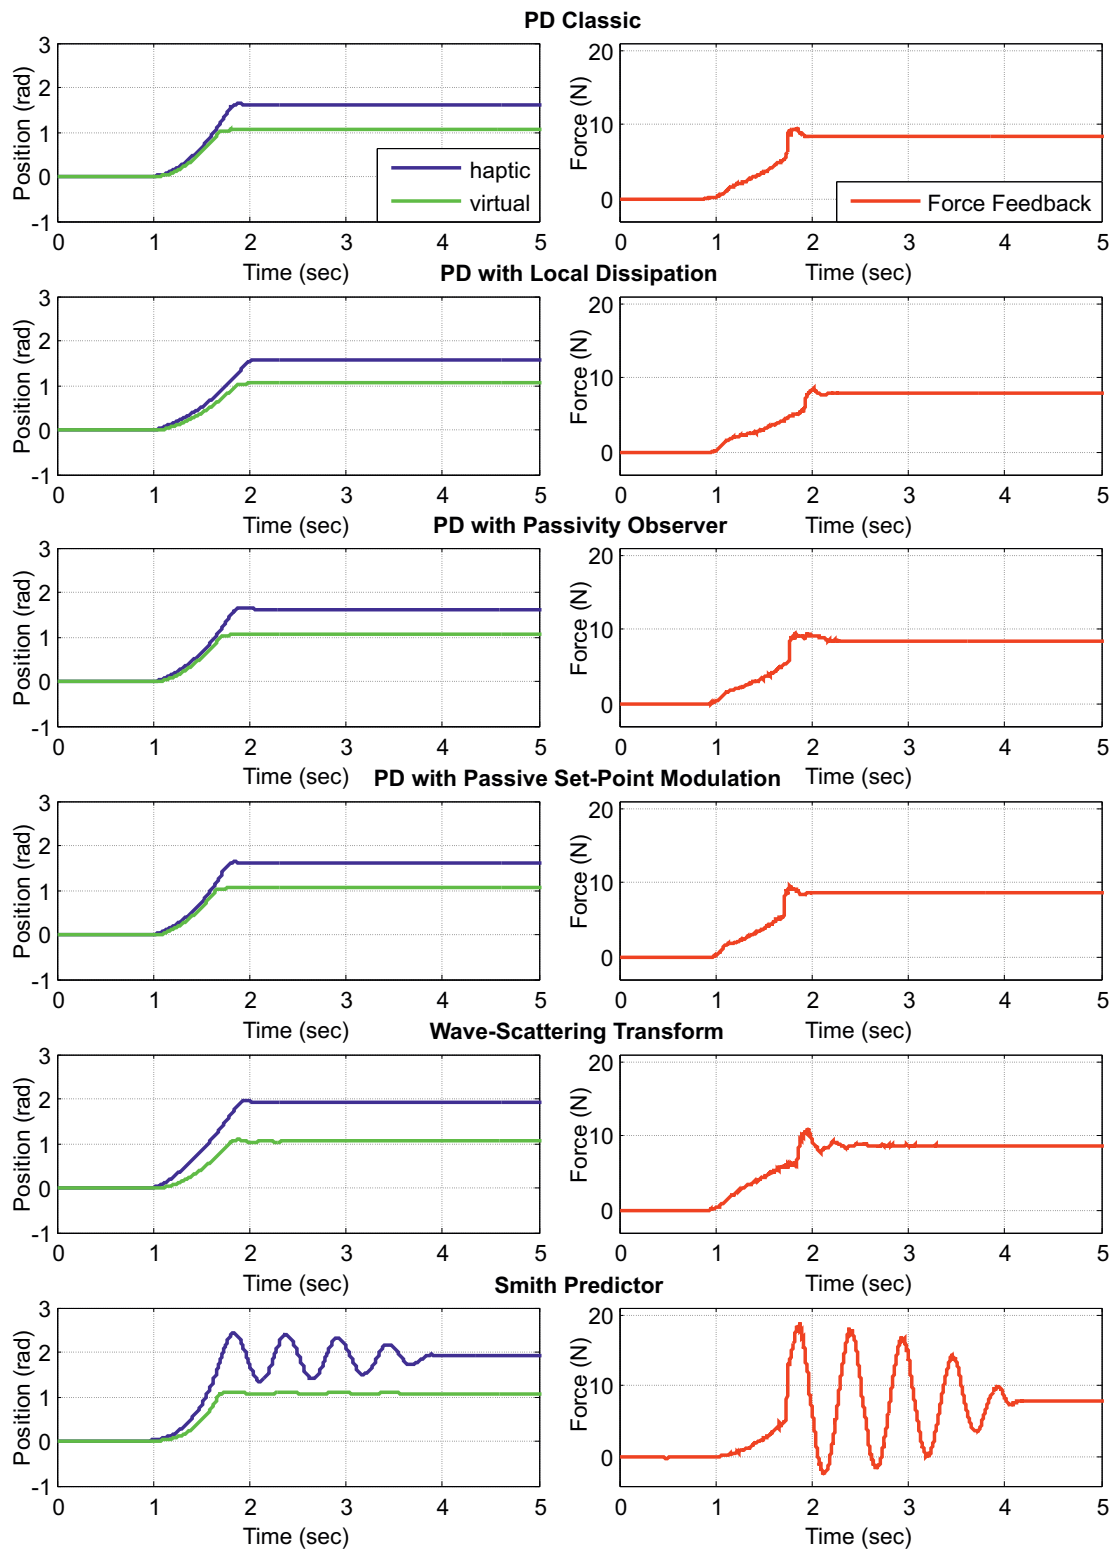 PD Classic
3
2
1
0
-1
Position (rad)
haptic
virtual
0 1 2 3 4 5
Time (sec)
20
10
0
Force (N)
Force Feedback
0 1 2 3 4 5
Time (sec)
PD with Local Dissipation
3
2
1
0
-1
Position (rad)
0 1 2 3 4 5
Time (sec)
20
10
0
Force (N)
0 1 2 3 4 5
Time (sec)
PD with Passivity Observer
3
2
1
0
-1
Position (rad)
0 1 2 3 4 5
Time (sec)
20
10
0
Force (N)
0 1 2 3 4 5
Time (sec)
PD with Passive Set-Point Modulation
3
2
1
0
-1
Position (rad)
0 1 2 3 4 5
Time (sec)
20
10
0
Force (N)
0 1 2 3 4 5
Time (sec)
Wave-Scattering Transform
3
2
1
0
-1
Position (rad)
0 1 2 3 4 5
Time (sec)
20
10
0
Force (N)
0 1 2 3 4 5
Time (sec)
Smith Predictor
3
2
1
0
-1
Position (rad)
0 1 2 3 4 5
Time (sec)
20
10
0
Force (N)
0 1 2 3 4 5
Time (sec)